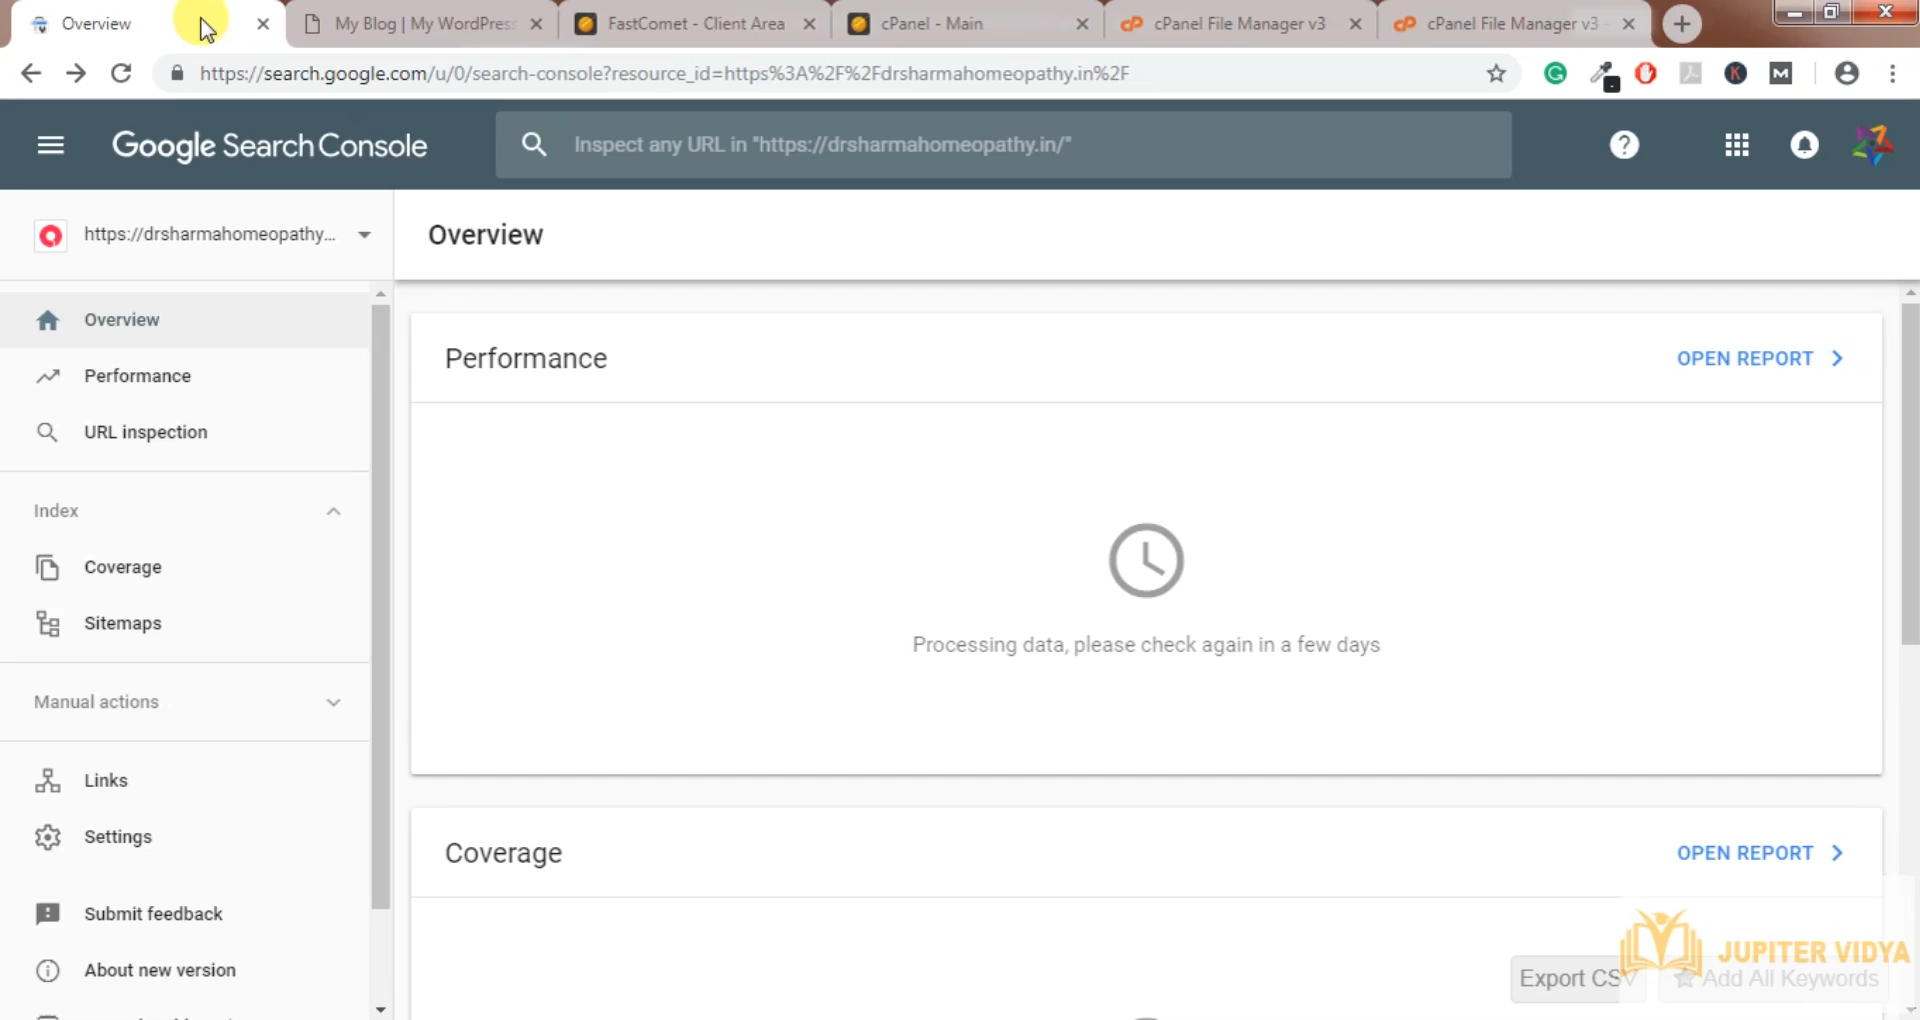 Overview
My Blog | My WordPress
FastComet - Client Area
cPanel - Main
cPanel File Manager v3
cPanel File Manager v3 -
https://search.google.com/u/0/search-console?resource_id=https%3A%2F%2Fdrsharmahomeopathy.in%2F
Google Search Console
Inspect any URL in "https://drsharmahomeopathy.in/"
https://drsharmahomeopathy...
Overview
Overview
Performance
URL inspection
Index
Coverage
Sitemaps
Manual actions
Links
Settings
Submit feedback
About new version
Performance
OPEN REPORT
Processing data, please check again in a few days
Coverage
OPEN REPORT
JUPITER VIDYA
Export CSV
Add All Keywords